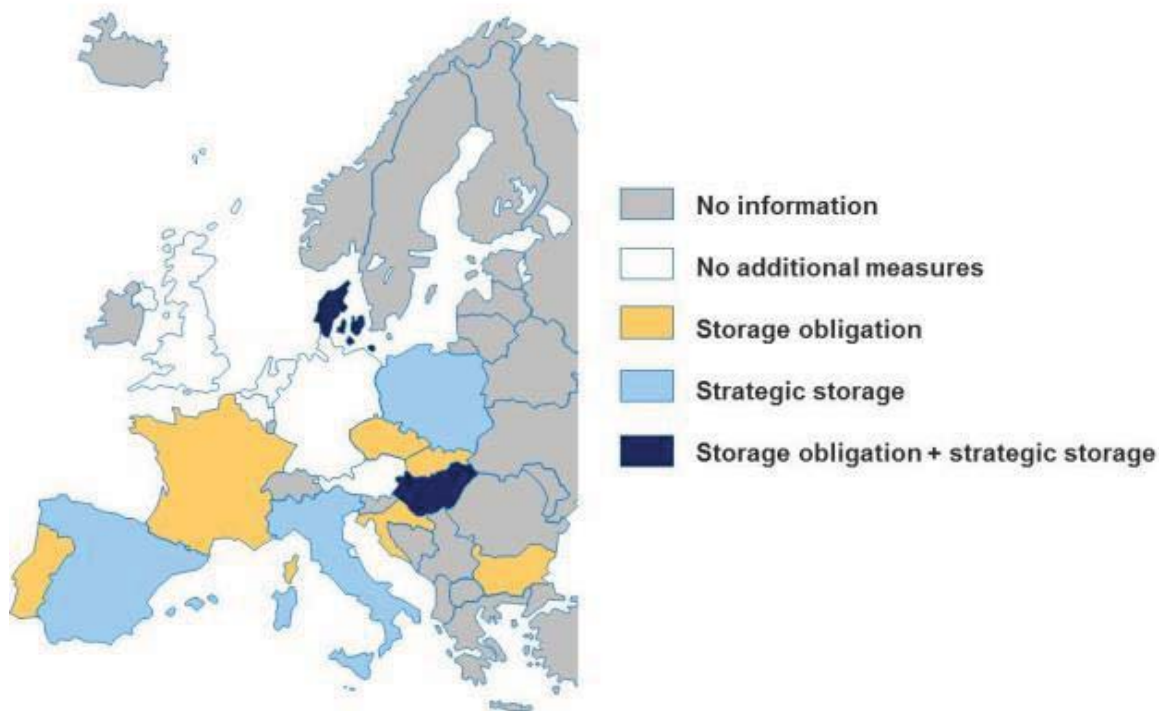 No information
No additional measures
Storage obligation
Strategic storage
Storage obligation + strategic storage